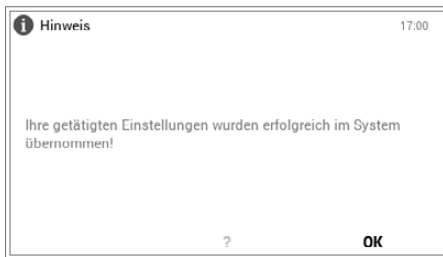 Hinweis 17:00
Ihre getätigten Einstellungen wurden erfolgreich im System
übernommen!
? OK